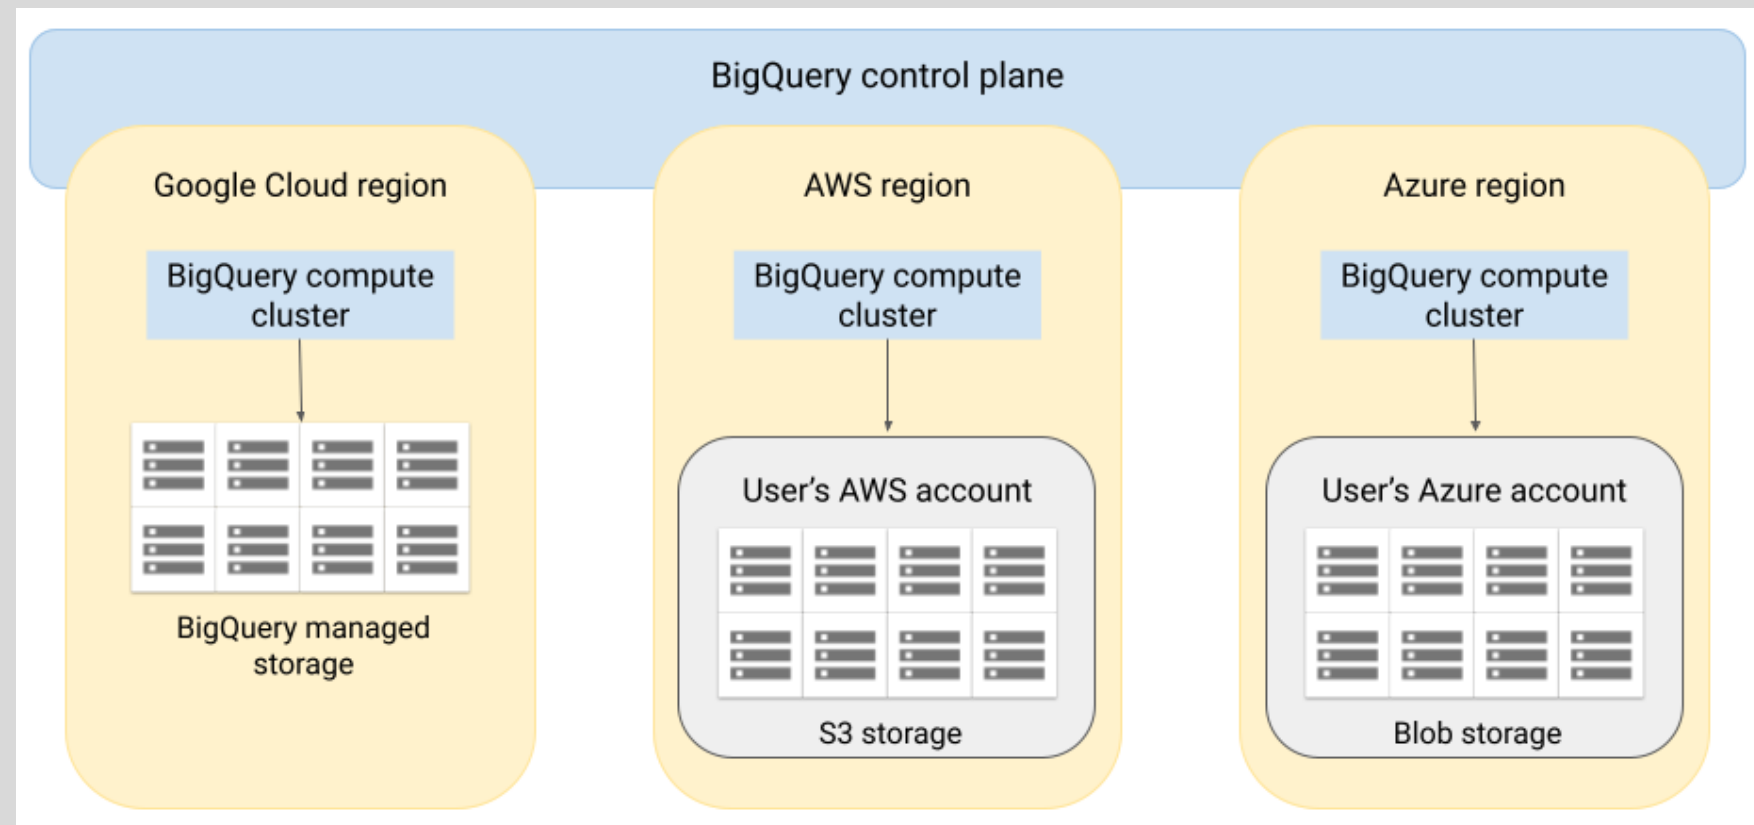 BigQuery control plane
Google Cloud region
BigQuery compute
cluster
BigQuery managed
storage
AWS region
BigQuery compute
cluster
User’s AWS account
S3 storage
Azure region
BigQuery compute
cluster
User’s Azure account
Blob storage